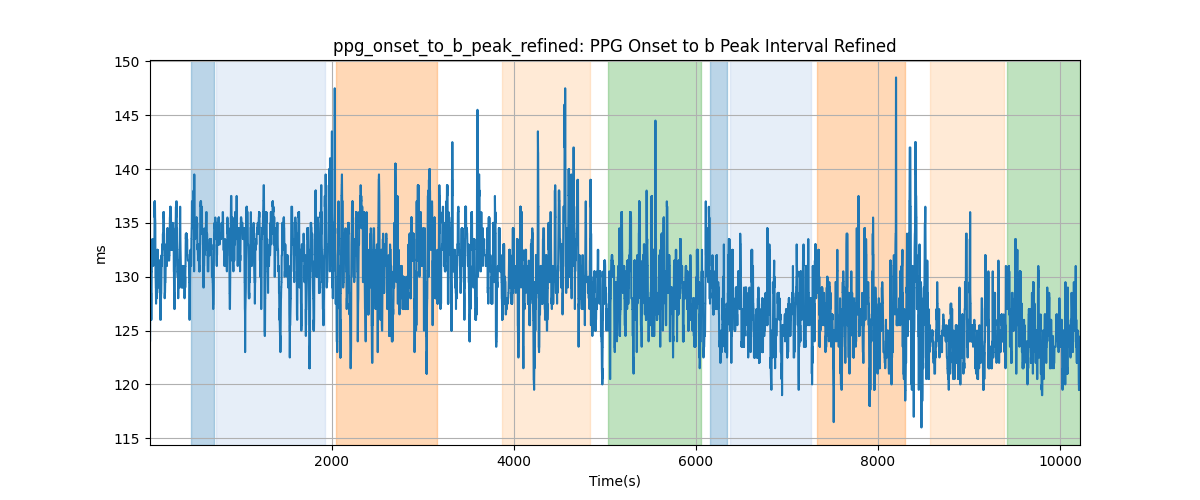 ppg_onset_to_b_peak_refined: PPG Onset to b Peak Interval Refined
150
145
140
135
130
125
120
115
ms
2000 4000 6000 8000 10000
Time(s)